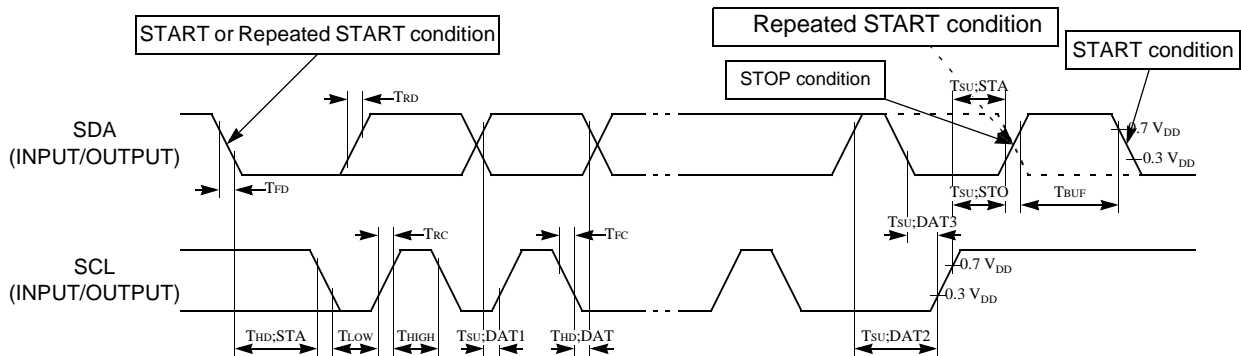 START or Repeated START condition
Repeated START condition
START condition
STOP condition
TRD
TSU;STA
SDA
(INPUT/OUTPUT)
0.7 VDD
0.3 VDD
TFD
TSU;STO
TBUF
TSU;DAT3
TRC
TFC
SCL
(INPUT/OUTPUT)
0.7 VDD
0.3 VDD
THD;STA
TLOW
THIGH
TSU;DAT1
THD;DAT
TSU;DAT2